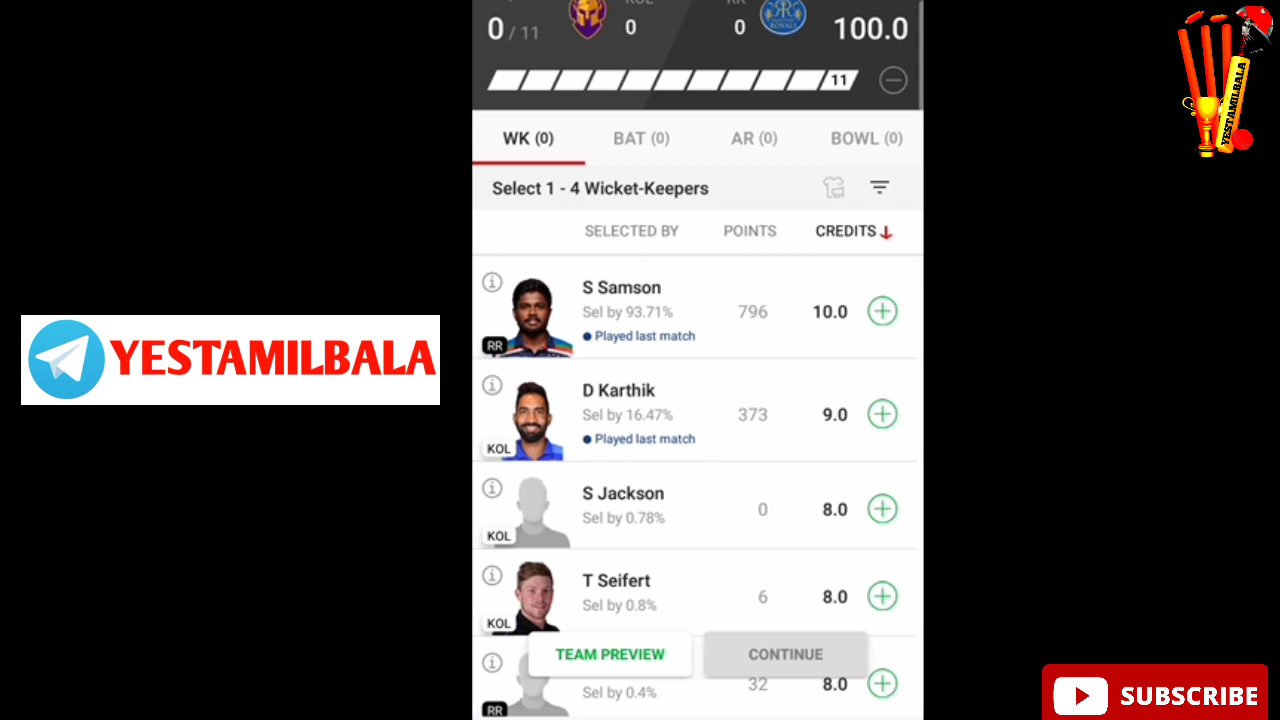 0 / 11
0
0
100.0
11
WK (0)
BAT (0)
AR (0)
BOWL (0)
Select 1 - 4 Wicket-Keepers
SELECTED BY
POINTS
CREDITS
S Samson
Sel by 93.71%
796
10.0
Played last match
RR
D Karthik
Sel by 16.47%
373
9.0
Played last match
KOL
S Jackson
Sel by 0.78%
0
8.0
KOL
T Seifert
Sel by 0.8%
6
8.0
KOL
TEAM PREVIEW
CONTINUE
Sel by 0.4%
32
8.0
RR
YESTAMILBALA
YESTAMILBALA
SUBSCRIBE